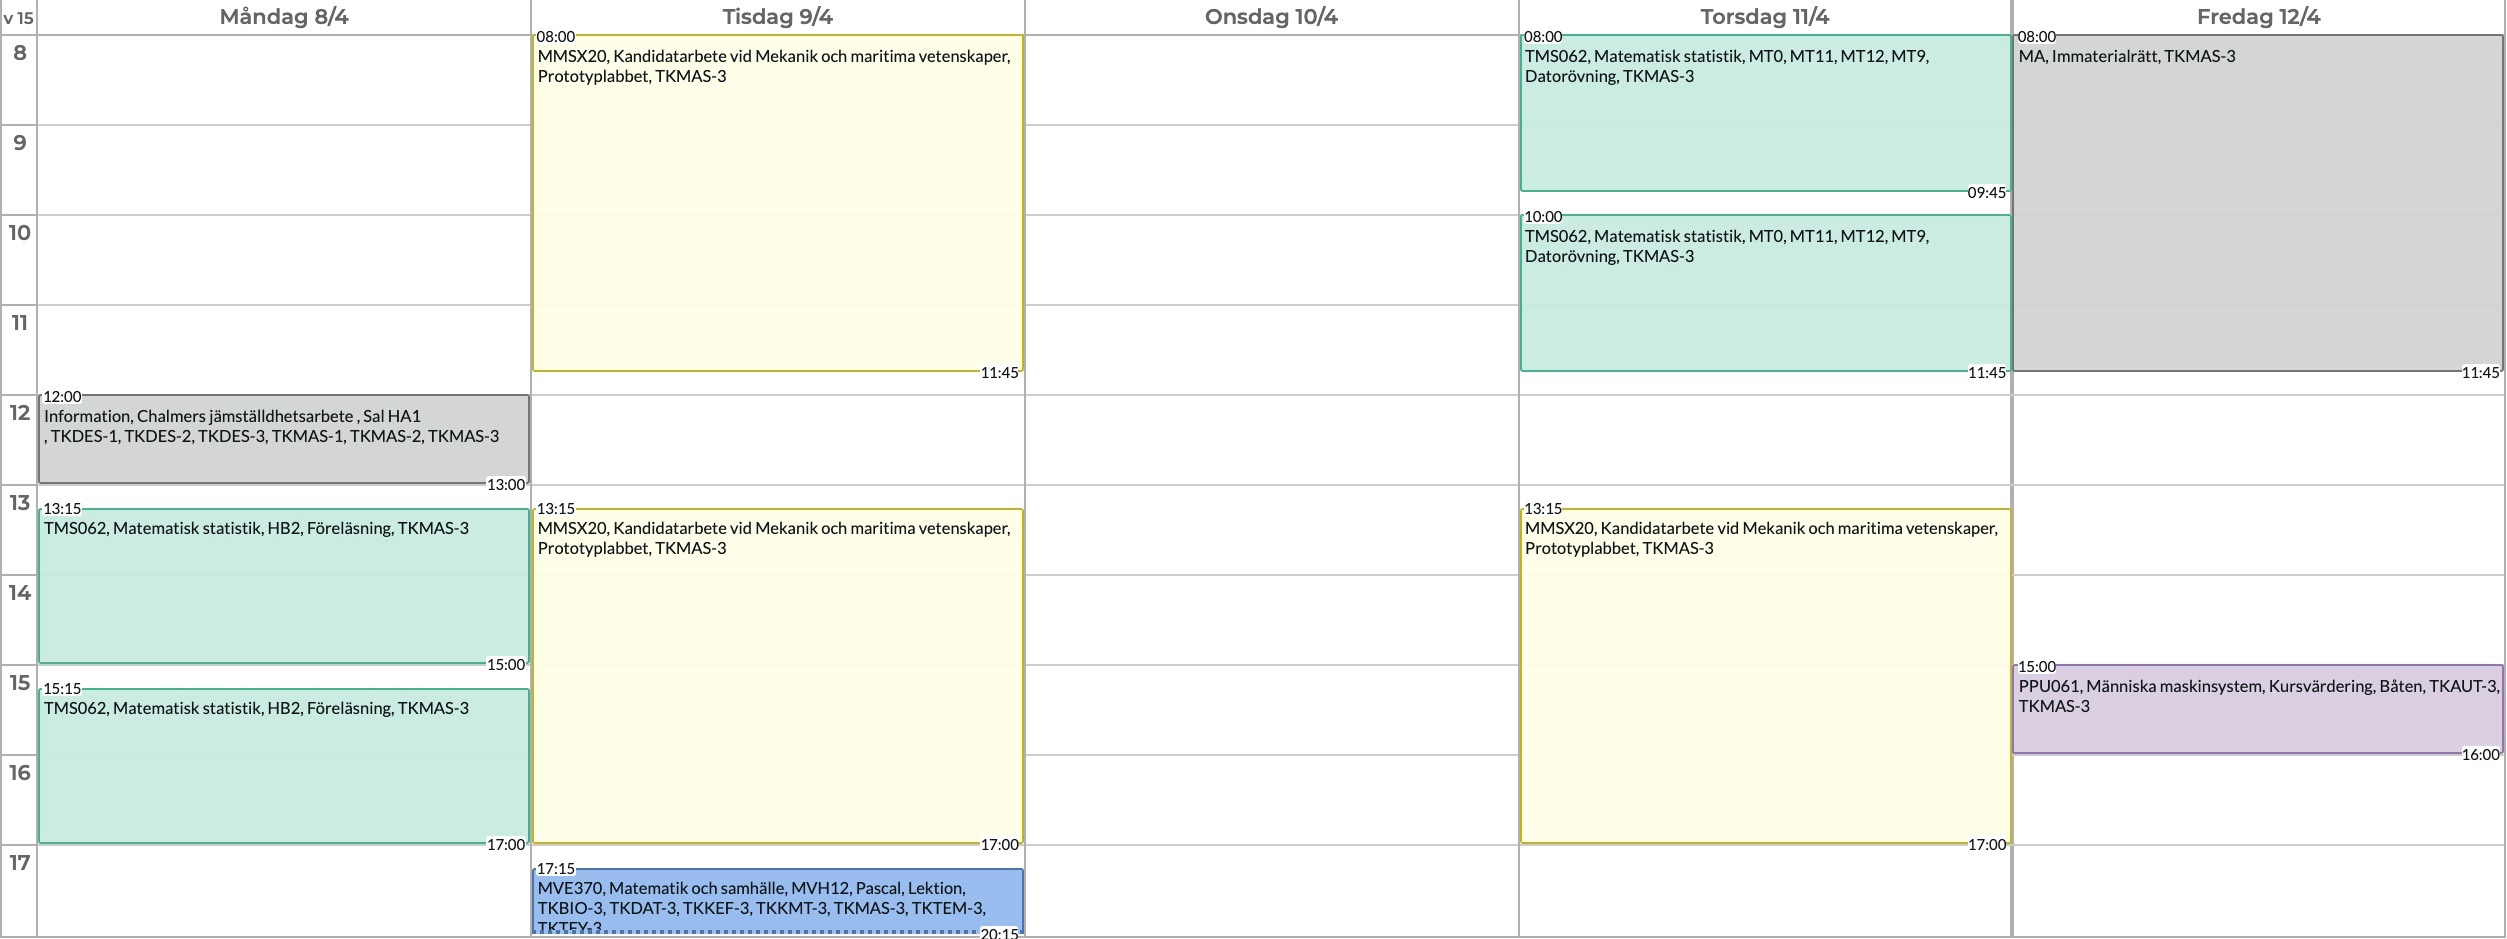 v 15
Måndag 8/4
Tisdag 9/4
Onsdag 10/4
Torsdag 11/4
Fredag 12/4
8
9
10
11
12
13
14
15
16
17
12:00
Information, Chalmers jämställdhetsarbete , Sal HA1
, TKDES-1, TKDES-2, TKDES-3, TKMAS-1, TKMAS-2, TKMAS-3
13:00
13:15
TMS062, Matematisk statistik, HB2, Föreläsning, TKMAS-3
15:00
15:15
TMS062, Matematisk statistik, HB2, Föreläsning, TKMAS-3
17:00
08:00
MMSX20, Kandidatarbete vid Mekanik och maritima vetenskaper,
Prototyplabbet, TKMAS-3
11:45
13:15
MMSX20, Kandidatarbete vid Mekanik och maritima vetenskaper,
Prototyplabbet, TKMAS-3
17:00
17:15
MVE370, Matematik och samhälle, MVH12, Pascal, Lektion,
TKBIO-3, TKDAT-3, TKKEF-3, TKKMT-3, TKMAS-3, TKTEM-3,
TKTFY-3
20:15
08:00
TMS062, Matematisk statistik, MT0, MT11, MT12, MT9,
Datorövning, TKMAS-3
09:45
10:00
TMS062, Matematisk statistik, MT0, MT11, MT12, MT9,
Datorövning, TKMAS-3
11:45
13:15
MMSX20, Kandidatarbete vid Mekanik och maritima vetenskaper,
Prototyplabbet, TKMAS-3
17:00
08:00
MA, Immaterialrätt, TKMAS-3
11:45
15:00
PPU061, Människa maskinsystem, Kursvärdering, Båten, TKAUT-3,
TKMAS-3
16:00